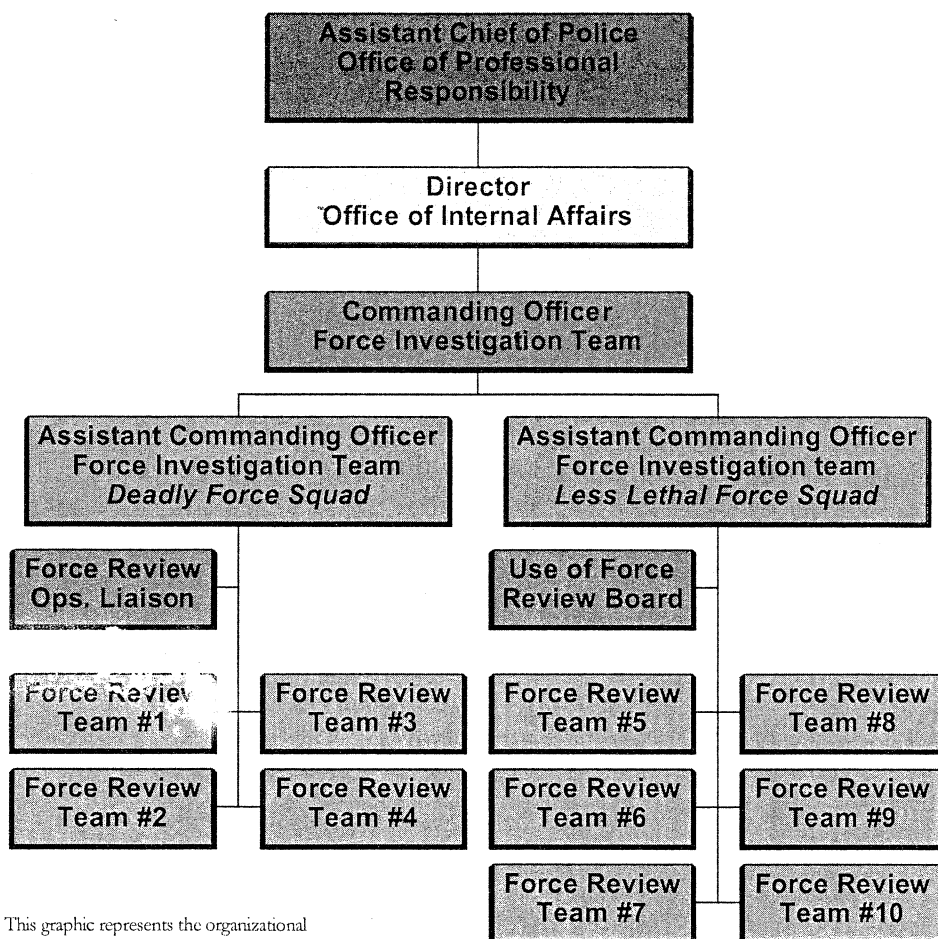 Assistant Chief of Police
Office of Professional
Responsibility
Director
Office of Internal Affairs
Commanding Officer
Force Investigation Team
Assistant Commanding Officer
Force Investigation Team
Deadly Force Squad
Assistant Commanding Officer
Force Investigation team
Less Lethal Force Squad
Force Review
Ops. Liaison
Use of Force
Review Board
Force Review
Team #1
Force Review
Team #3
Force Review
Team #5
Force Review
Team #8
Force Review
Team #2
Force Review
Team #4
Force Review
Team #6
Force Review
Team #9
Force Review
Team #7
Force Review
Team #10
This graphic represents the organizational